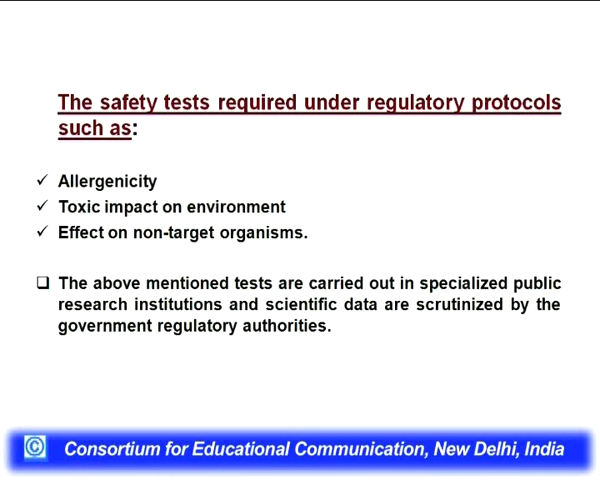 The safety tests required under regulatory protocols
such as:
✓ Allergenicity
✓ Toxic impact on environment
✓ Effect on non-target organisms.
❑ The above mentioned tests are carried out in specialized public
research institutions and scientific data are scrutinized by the
government regulatory authorities.
© Consortium for Educational Communication, New Delhi, India